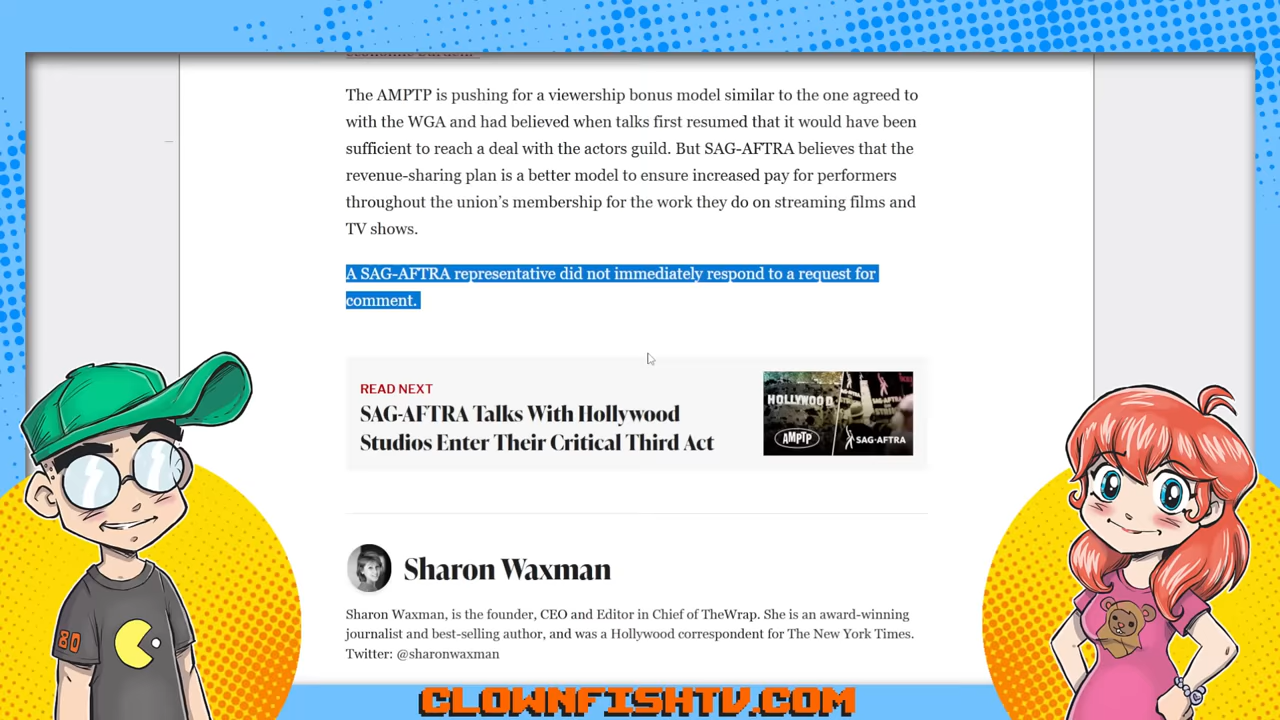 The AMPTP is pushing for a viewership bonus model similar to the one agreed to
with the WGA and had believed when talks first resumed that it would have been
sufficient to reach a deal with the actors guild. But SAG-AFTRA believes that the
revenue-sharing plan is a better model to ensure increased pay for performers
throughout the union’s membership for the work they do on streaming films and
TV shows.
A SAG-AFTRA representative did not immediately respond to a request for
comment.
READ NEXT
SAG-AFTRA Talks With Hollywood
Studios Enter Their Critical Third Act
HOLLYWOOD
AMPTP
SAG-AFTRA
Sharon Waxman
Sharon Waxman, is the founder, CEO and Editor in Chief of TheWrap. She is an award-winning
journalist and best-selling author, and was a Hollywood correspondent for The New York Times.
Twitter: @sharonwaxman
80
CLOWNFISHTV.COM